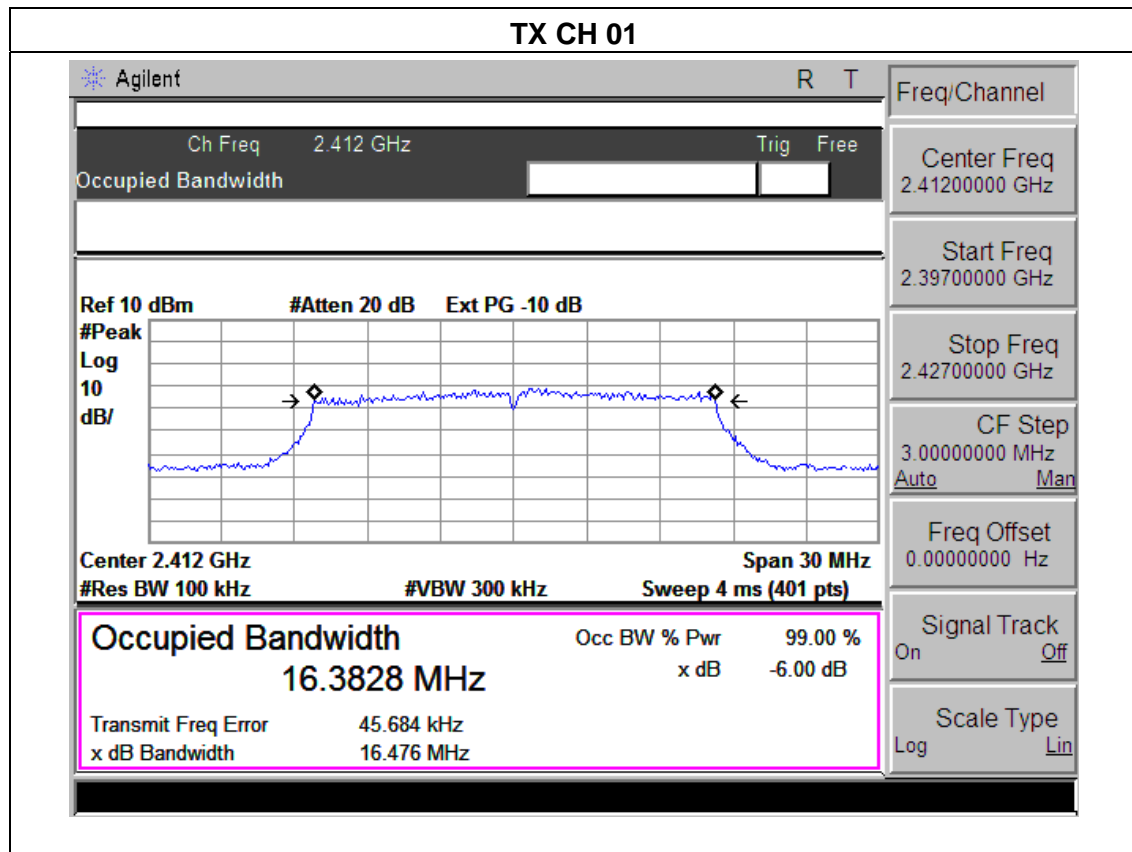 TX CH 01
Agilent R T
Ch Freq 2.412 GHz Trig Free
Occupied Bandwidth
Ref 10 dBm #Atten 20 dB Ext PG -10 dB
#Peak
Log
10
dB/
Center 2.412 GHz Span 30 MHz
#Res BW 100 kHz #VBW 300 kHz Sweep 4 ms (401 pts)
Occupied Bandwidth Occ BW % Pwr 99.00 %
16.3828 MHz x dB -6.00 dB
Transmit Freq Error 45.684 kHz
x dB Bandwidth 16.476 MHz
Freq/Channel
Center Freq
2.41200000 GHz
Start Freq
2.39700000 GHz
Stop Freq
2.42700000 GHz
CF Step
3.00000000 MHz
Auto Man
Freq Offset
0.00000000 Hz
Signal Track
On Off
Scale Type
Log Lin